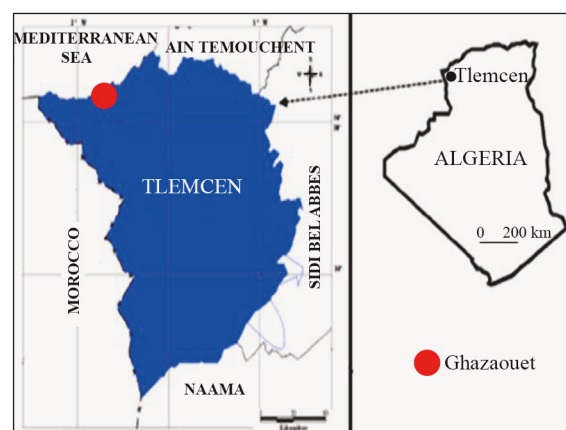 MEDITERRANEAN
SEA
AIN TEMOUCHENT
TLEMCEN
MOROCCO
SIDI BEL ABBES
NAAMA
Tlemcen
ALGERIA
0 200 km
Ghazaouet